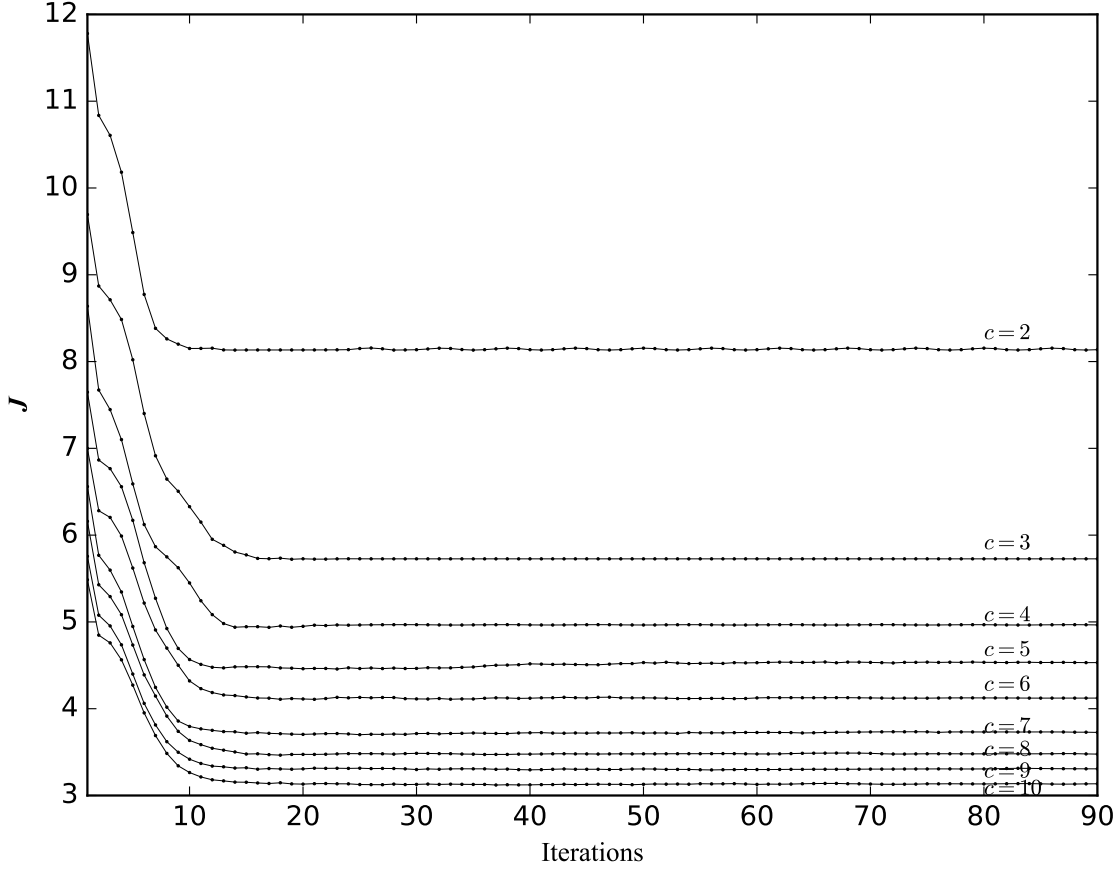 12
11
10
9
8
7
6
5
4
3
J
c = 2
c = 3
c = 4
c = 5
c = 6
c = 7
c = 8
c = 9
c = 10
10 20 30 40 50 60 70 80 90
Iterations